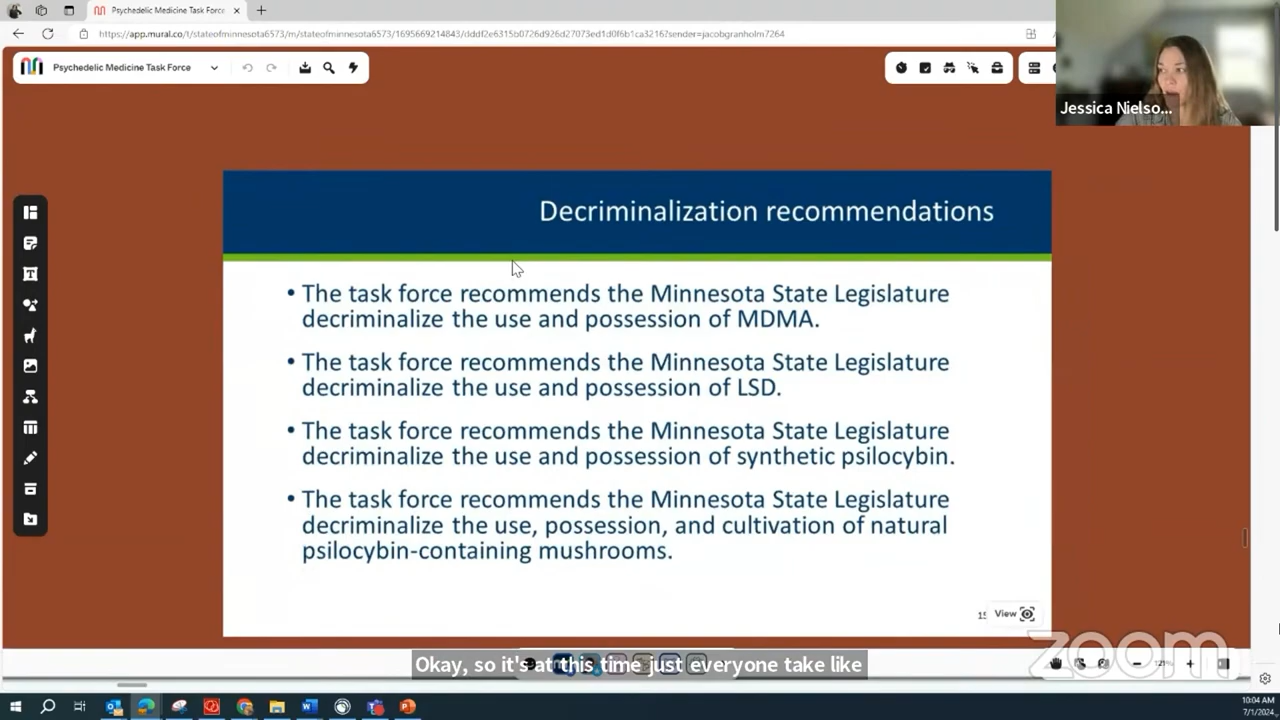 Psychedelic Medicine Task Force
https://app.mural.co/t/stateofminnesota6573/m/stateofminnesota6573/1695669214843/dddf2e6315b0726d926d27073ed1d0f6b1ca3216?sender=jacobgranholm7264
Psychedelic Medicine Task Force
Jessica Nielso...
Decriminalization recommendations
• The task force recommends the Minnesota State Legislature
decriminalize the use and possession of MDMA.
• The task force recommends the Minnesota State Legislature
decriminalize the use and possession of LSD.
• The task force recommends the Minnesota State Legislature
decriminalize the use and possession of synthetic psilocybin.
• The task force recommends the Minnesota State Legislature
decriminalize the use, possession, and cultivation of natural
psilocybin-containing mushrooms.
View
zoom
Okay, so it's at this time just everyone take like
10:04 AM
7/1/2024